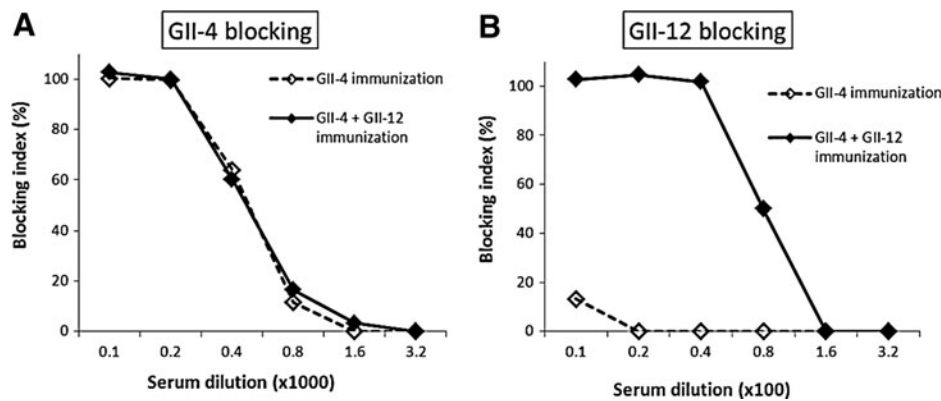 A
GII-4 blocking
Blocking index (%)
100
80
60
40
20
0
GII-4 immunization
GII-4 + GII-12
immunization
0.1 0.2 0.4 0.8 1.6 3.2
Serum dilution (x1000)
B
GII-12 blocking
Blocking index (%)
100
80
60
40
20
0
GII-4 immunization
GII-4 + GII-12
immunization
0.1 0.2 0.4 0.8 1.6 3.2
Serum dilution (x100)